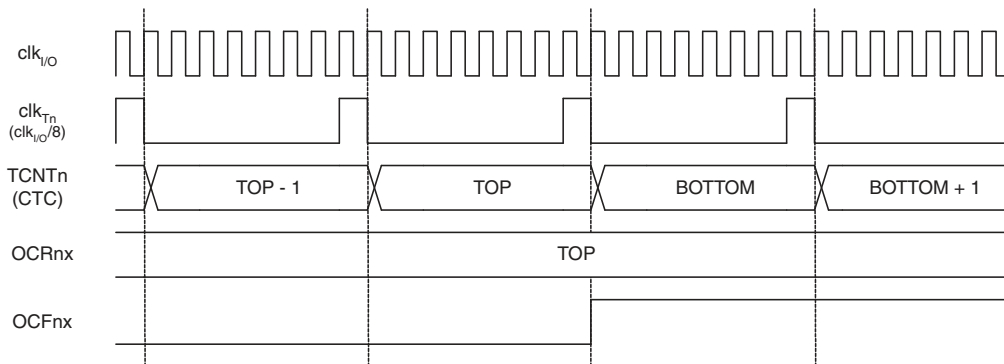 clkI/O
clkTn
(clkI/O/8)
TCNTn
(CTC)
TOP - 1
TOP
BOTTOM
BOTTOM + 1
OCRnx
TOP
OCFnx